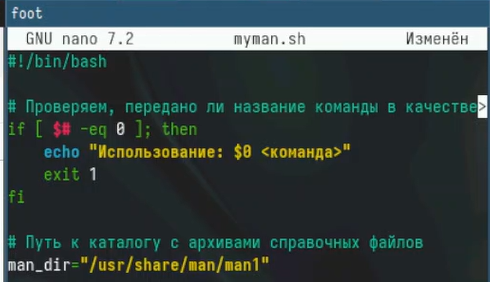 foot
GNU nano 7.2 myman.sh Изменён
#!/bin/bash
# Проверяем, передано ли название команды в качестве>
if [ $# -eq 0 ]; then
echo "Использование: $0 <команда>"
exit 1
fi
# Путь к каталогу с архивами справочных файлов
man_dir="/usr/share/man/man1"